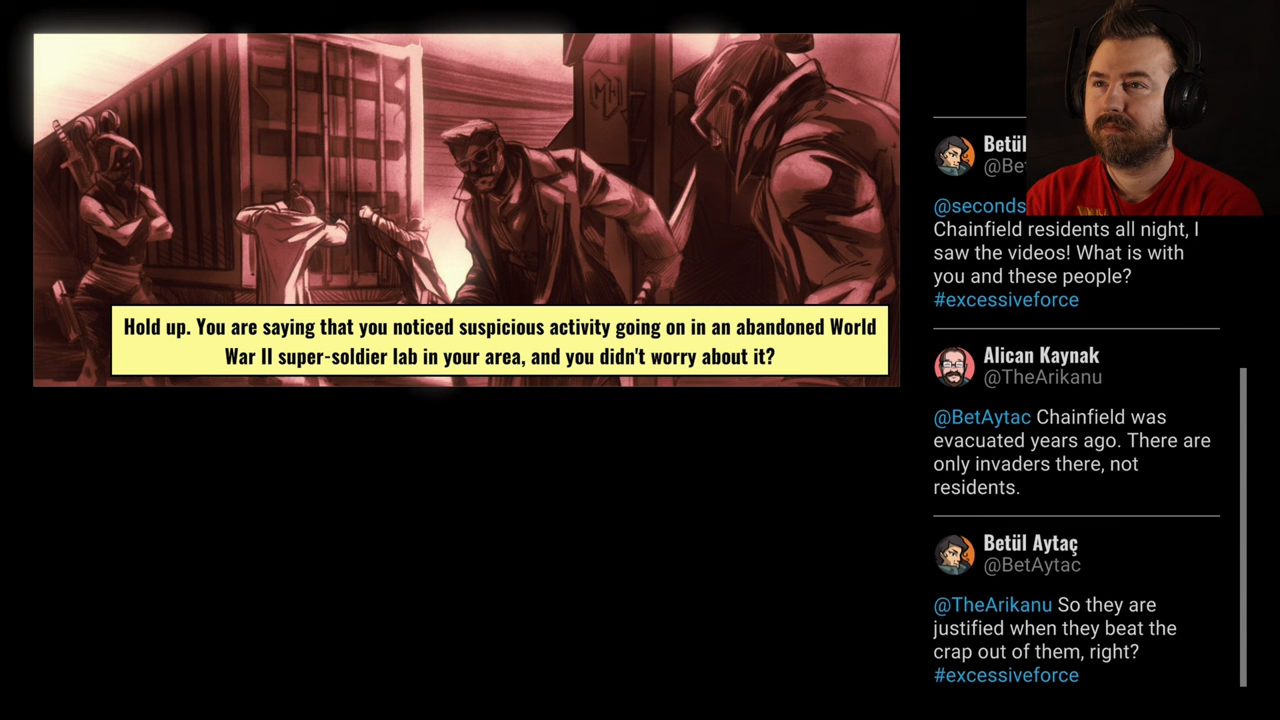 Hold up. You are saying that you noticed suspicious activity going on in an abandoned World
War II super-soldier lab in your area, and you didn't worry about it?
Betül
@Bet
@seconds
Chainfield residents all night, I
saw the videos! What is with
you and these people?
#excessiveforce
Alican Kaynak
@TheArikanu
@BetAytac Chainfield was
evacuated years ago. There are
only invaders there, not
residents.
Betül Aytaç
@BetAytac
@TheArikanu So they are
justified when they beat the
crap out of them, right?
#excessiveforce